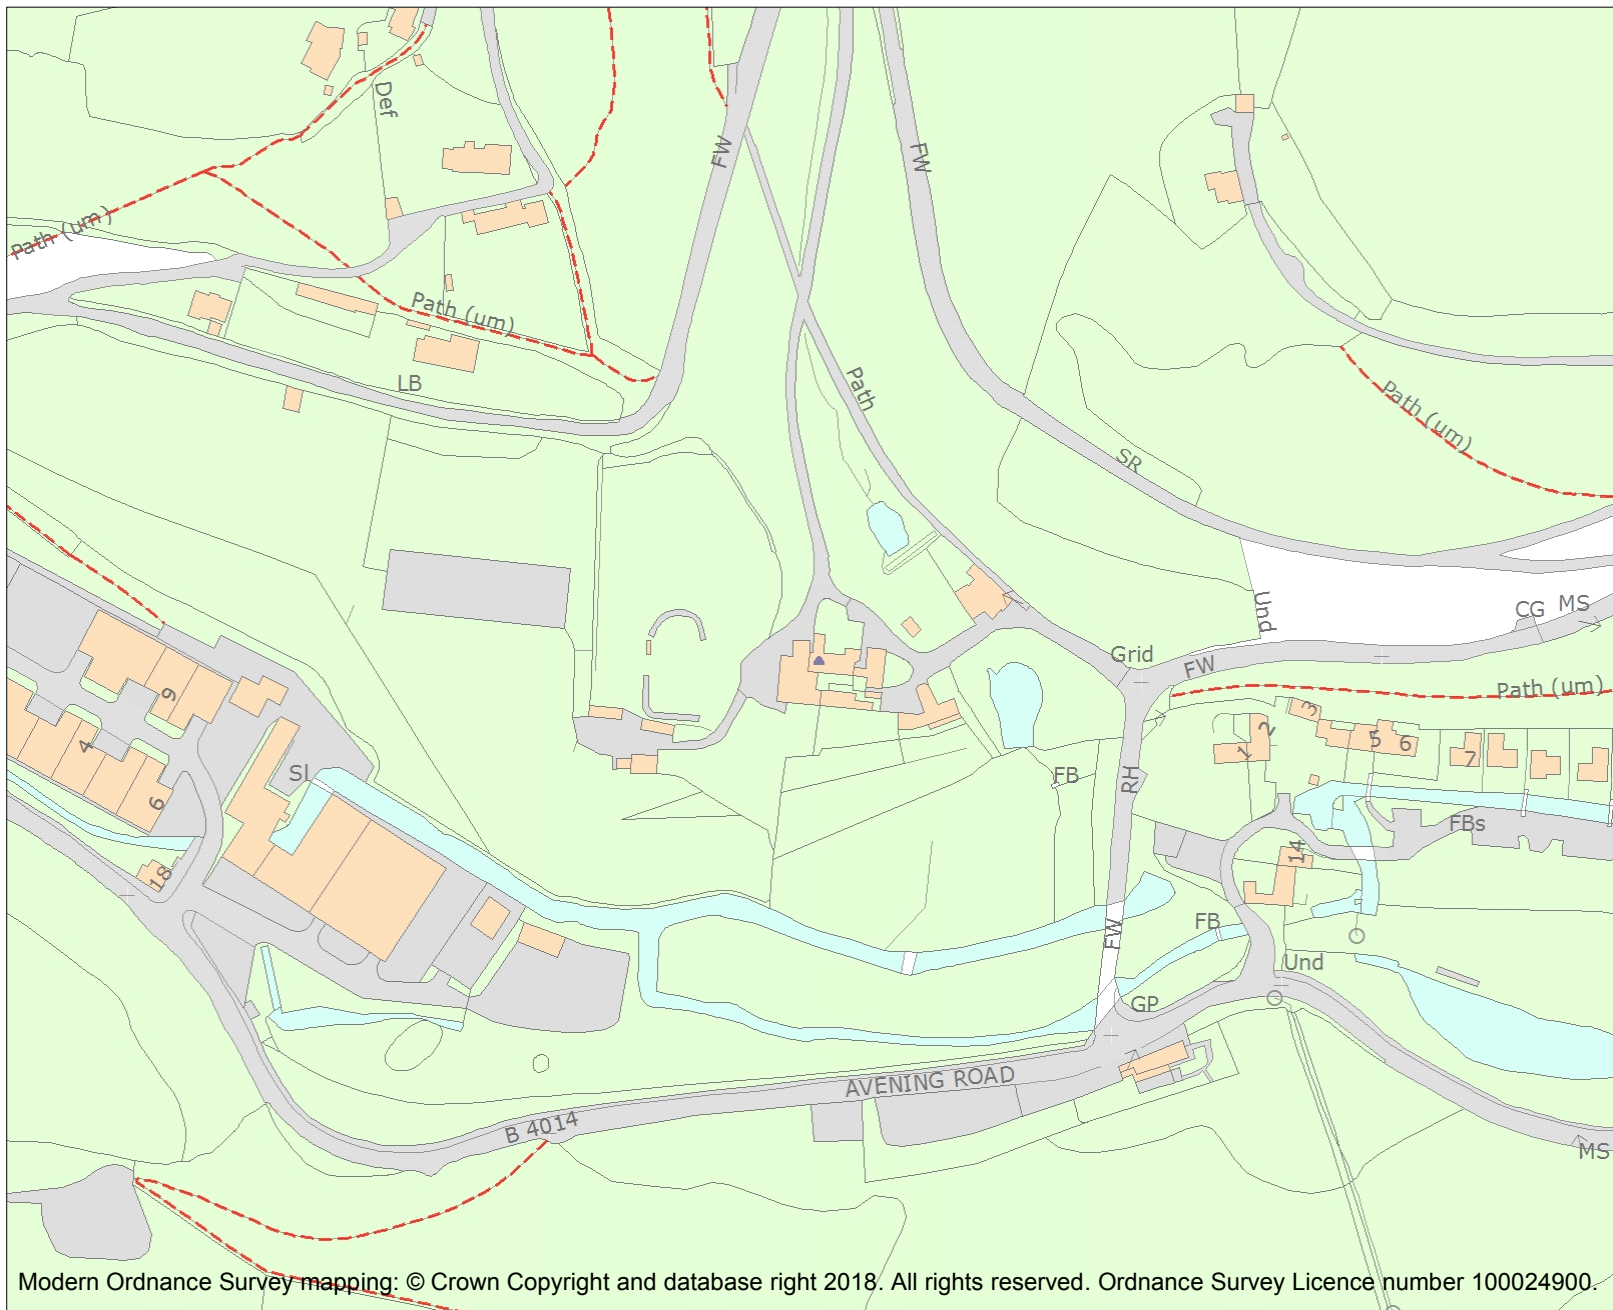 Def
FW
FW
Path (um)
Path (um)
LB
Path
Path (um)
SR
Und
CG
MS
Grid
FW
Path (um)
9
4
6
Sl
18
3
2
1
5
6
7
RH
FB
FBs
14
FB
FW
Und
GP
AVENING ROAD
B 4014
MS
Modern Ordnance Survey mapping: © Crown Copyright and database right 2018. All rights reserved. Ordnance Survey Licence number 100024900.